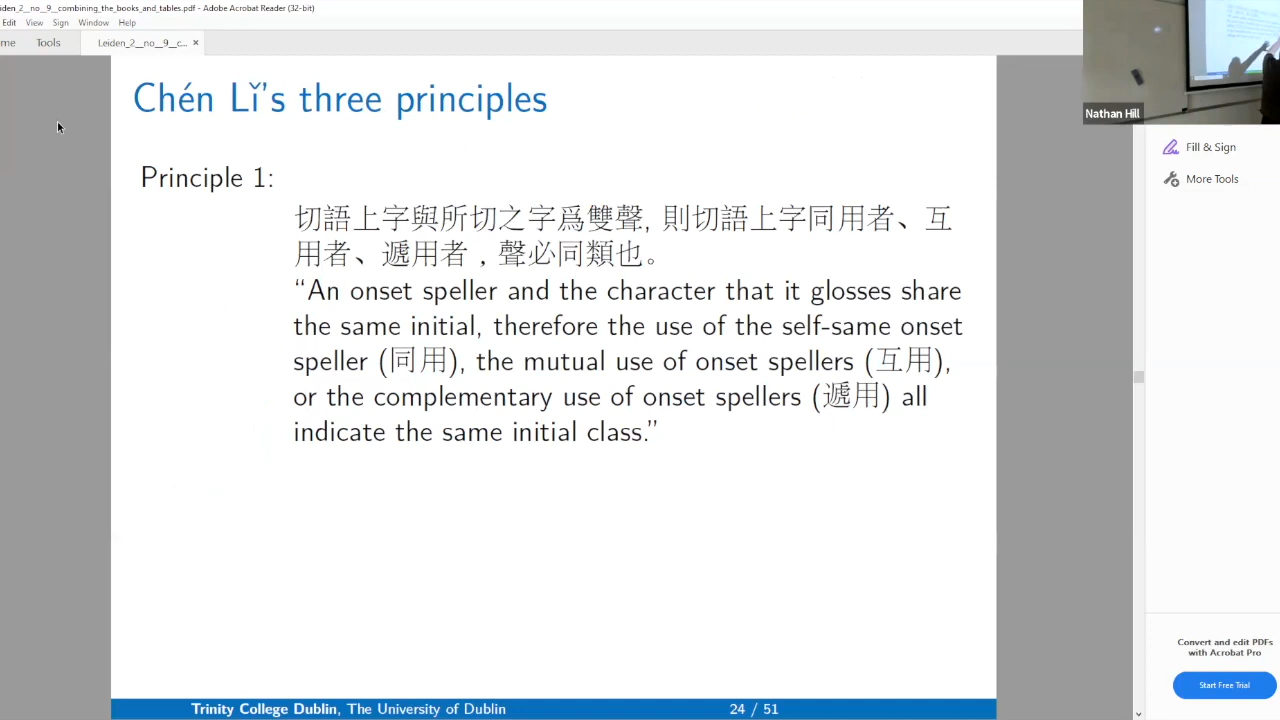 eiden_2__no__9__combining_the_books_and_tables.pdf - Adobe Acrobat Reader (32-bit)
Edit View Sign Window Help
me Tools Leiden_2__no__9__c... ×
Chén Lǐ's three principles
Nathan Hill
Fill & Sign
More Tools
Principle 1:
切語上字與所切之字爲雙聲, 則切語上字同用者、互
用者、遞用者，聲必同類也。
“An onset speller and the character that it glosses share
the same initial, therefore the use of the self-same onset
speller (同用), the mutual use of onset spellers (互用),
or the complementary use of onset spellers (遞用) all
indicate the same initial class.”
Convert and edit PDFs
with Acrobat Pro
Start Free Trial
Trinity College Dublin, The University of Dublin 24 / 51